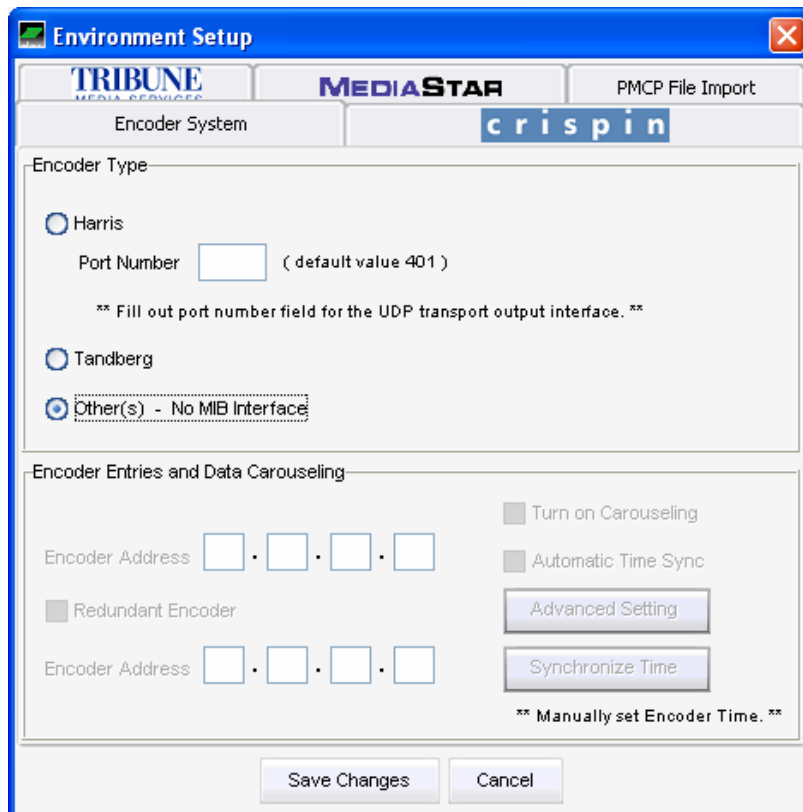 Environment Setup
TRIBUNE
MEDIA SERVICES
MEDIASTAR
PMCP File Import
Encoder System
crispin
Encoder Type
Harris
Port Number
( default value 401 )
** Fill out port number field for the UDP transport output interface. **
Tandberg
Other(s) - No MIB Interface
Encoder Entries and Data Carouseling
Turn on Carouseling
Encoder Address . . .
Automatic Time Sync
Redundant Encoder
Advanced Setting
Encoder Address . . .
Synchronize Time
** Manually set Encoder Time. **
Save Changes
Cancel